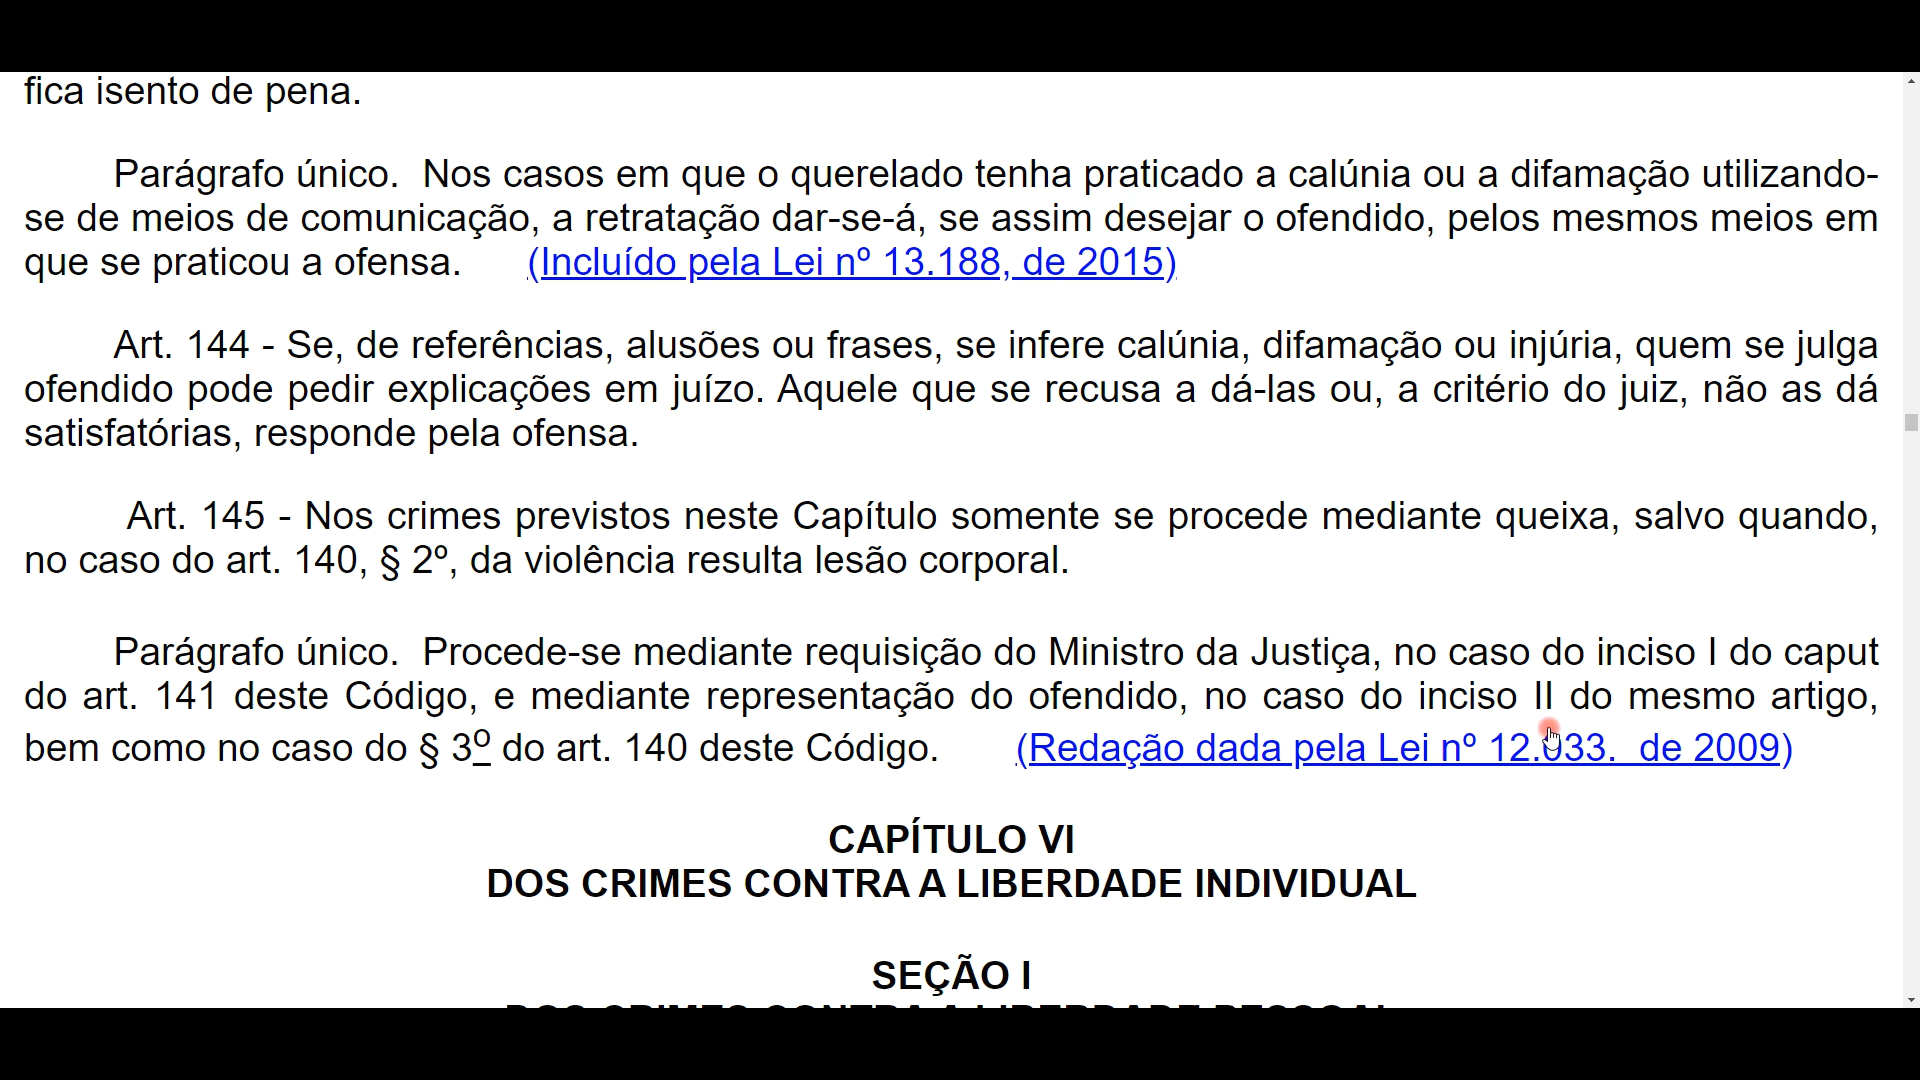 fica isento de pena.
Parágrafo único.  Nos casos em que o querelado tenha praticado a calúnia ou a difamação utilizando-
se de meios de comunicação, a retratação dar-se-á, se assim desejar o ofendido, pelos mesmos meios em
que se praticou a ofensa. (Incluído pela Lei nº 13.188, de 2015)
Art. 144 - Se, de referências, alusões ou frases, se infere calúnia, difamação ou injúria, quem se julga
ofendido pode pedir explicações em juízo. Aquele que se recusa a dá-las ou, a critério do juiz, não as dá
satisfatórias, responde pela ofensa.
Art. 145 - Nos crimes previstos neste Capítulo somente se procede mediante queixa, salvo quando,
no caso do art. 140, § 2º, da violência resulta lesão corporal.
Parágrafo único.  Procede-se mediante requisição do Ministro da Justiça, no caso do inciso I do caput
do art. 141 deste Código, e mediante representação do ofendido, no caso do inciso II do mesmo artigo,
bem como no caso do § 3º do art. 140 deste Código. (Redação dada pela Lei nº 12.033.  de 2009)
CAPÍTULO VI
DOS CRIMES CONTRA A LIBERDADE INDIVIDUAL
SEÇÃO I
DOS CRIMES CONTRA A LIBERDADE PESSOAL